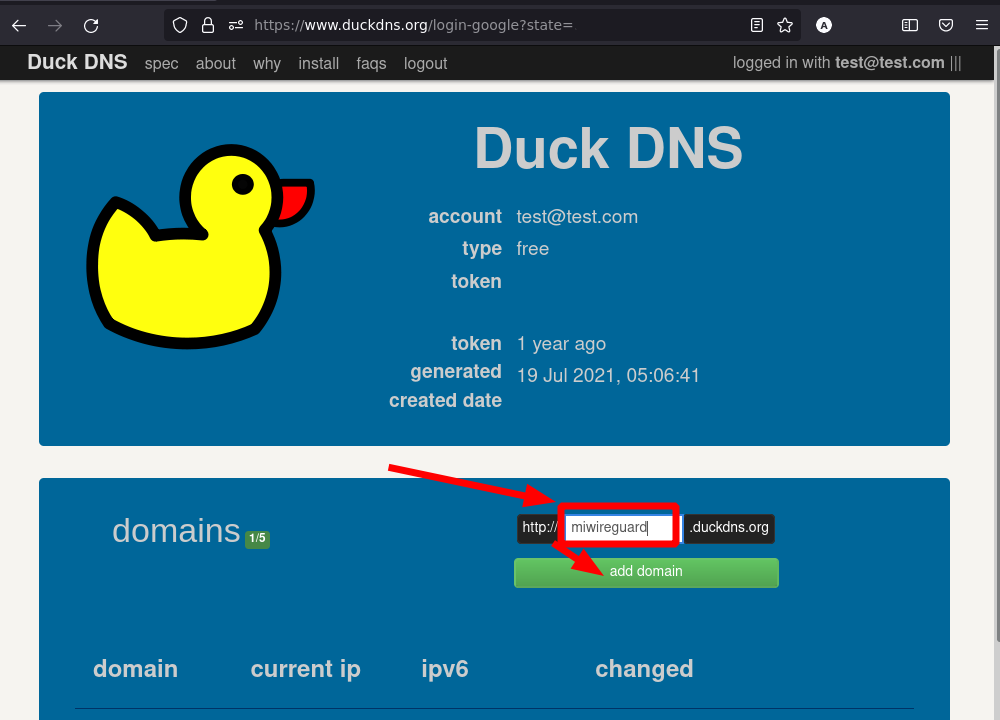 https://www.duckdns.org/login-google?state=
A
Duck DNS spec about why install faqs logout logged in with test@test.com |||
Duck DNS
account test@test.com
type free
token
token 1 year ago
generated 19 Jul 2021, 05:06:41
created date
domains 1/5 http:// miwireguard .duckdns.org
add domain
domain current ip ipv6 changed